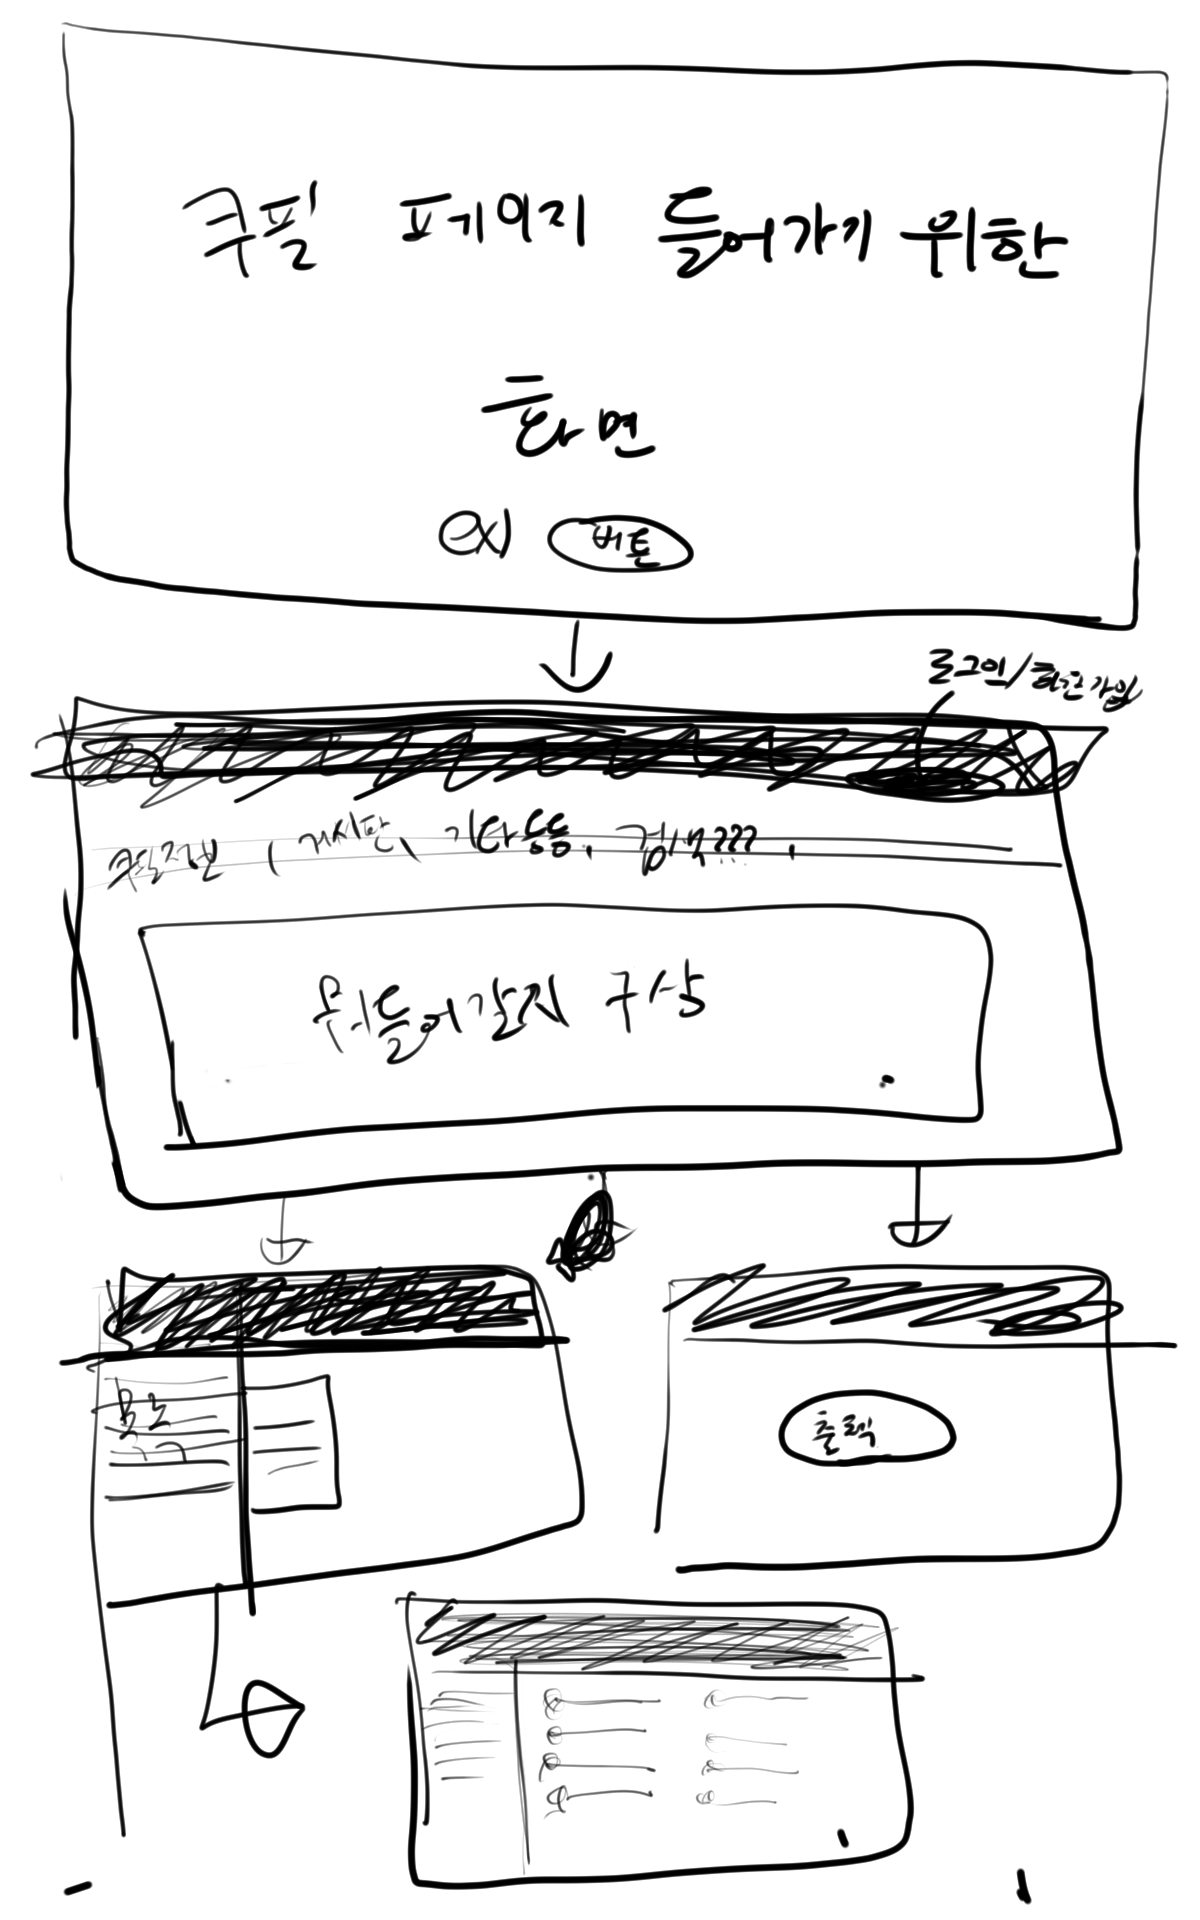 쿠필 페이지 들어가기 위한
화면
ex) 버튼
로그인/회원가입
쿠필정보, 게시판, 기타등등, 검색???,
뭐들어갈지 구상
목노
출력